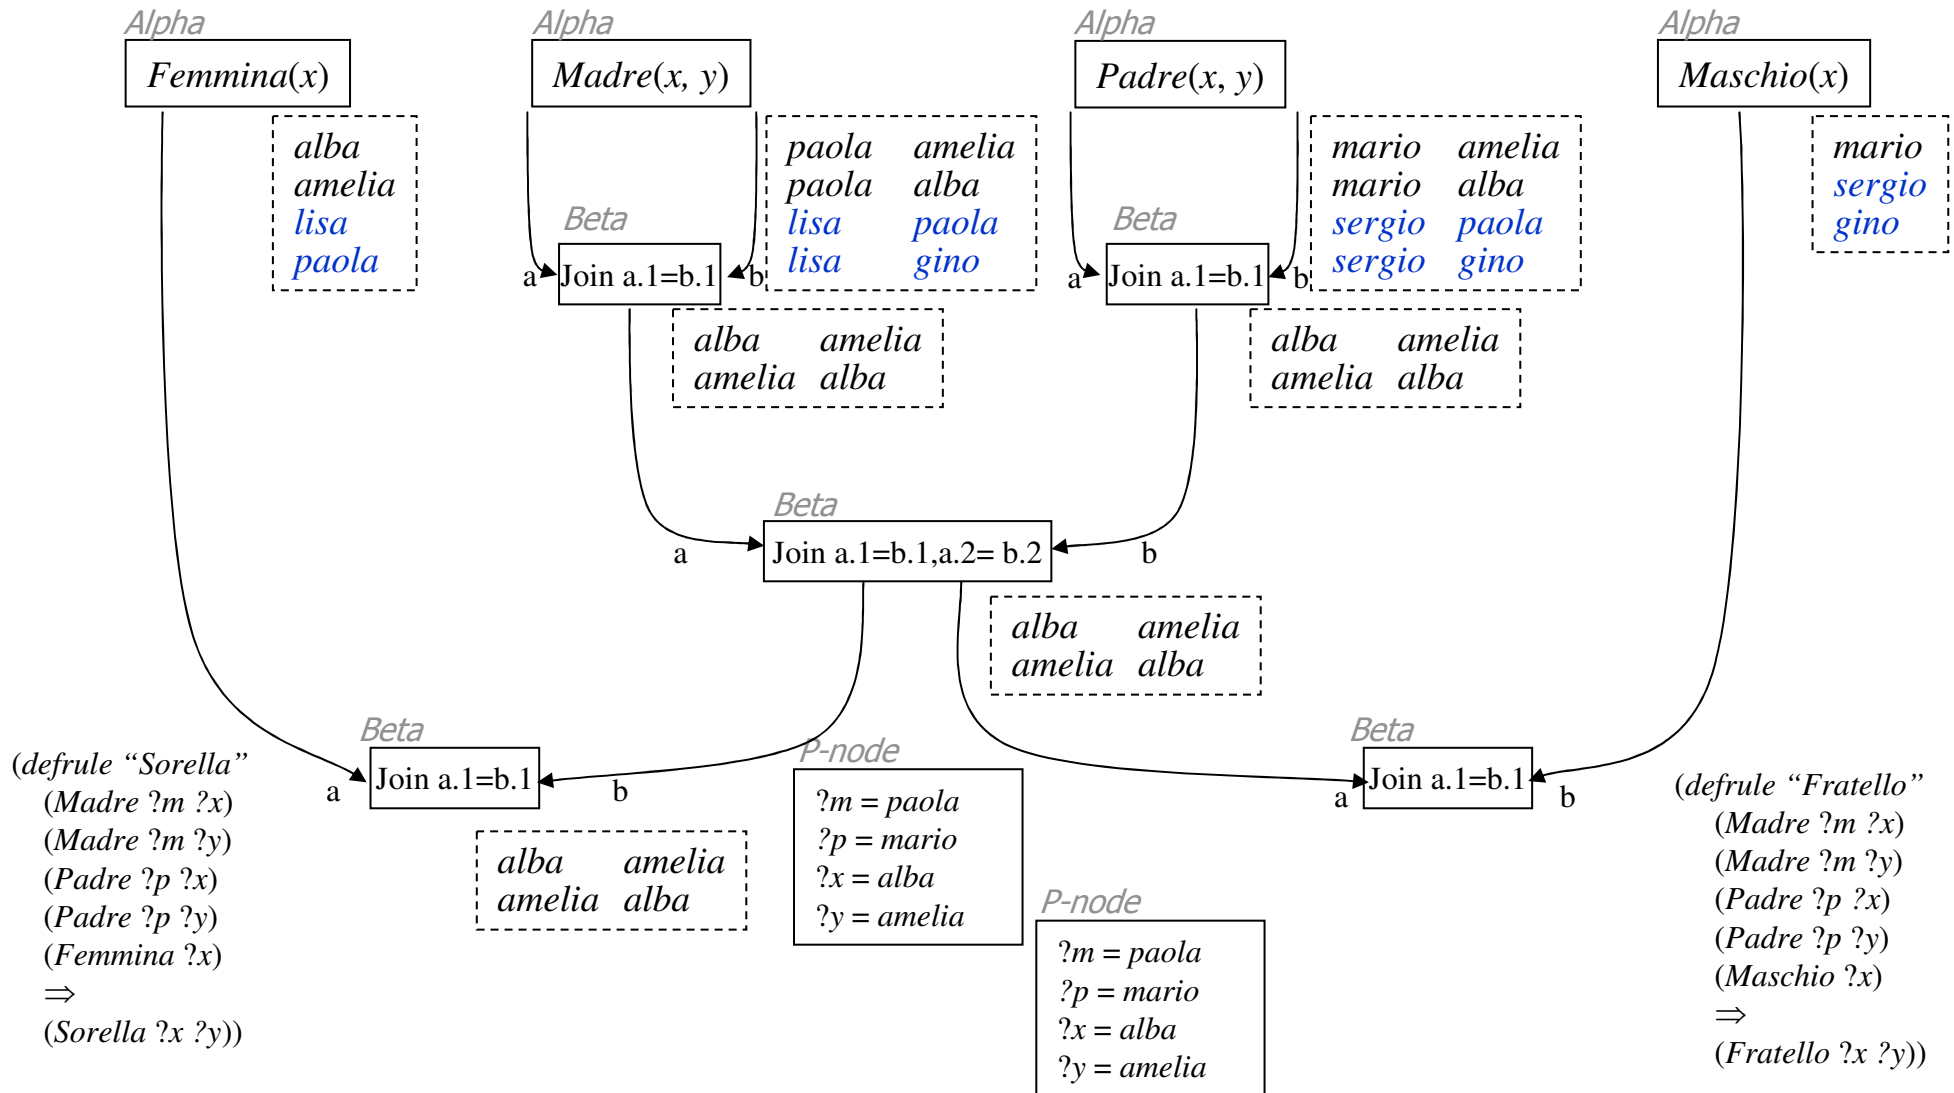 Alpha
Femmina(x)
alba
amelia
lisa
paola
Alpha
Madre(x, y)
paola amelia
paola alba
lisa paola
lisa gino
Alpha
Padre(x, y)
mario amelia
mario alba
sergio paola
sergio gino
Alpha
Maschio(x)
mario
sergio
gino
Beta
a
Join a.1=b.1
b
alba amelia
amelia alba
Beta
a
Join a.1=b.1
b
alba amelia
amelia alba
Beta
a
Join a.1=b.1,a.2= b.2
b
alba amelia
amelia alba
(defrule “Sorella”
(Madre ?m ?x)
(Madre ?m ?y)
(Padre ?p ?x)
(Padre ?p ?y)
(Femmina ?x)
⇒
(Sorella ?x ?y))
Beta
a
Join a.1=b.1
b
alba amelia
amelia alba
P-node
?m = paola
?p = mario
?x = alba
?y = amelia
P-node
?m = paola
?p = mario
?x = alba
?y = amelia
Beta
a
Join a.1=b.1
b
(defrule “Fratello”
(Madre ?m ?x)
(Madre ?m ?y)
(Padre ?p ?x)
(Padre ?p ?y)
(Maschio ?x)
⇒
(Fratello ?x ?y))